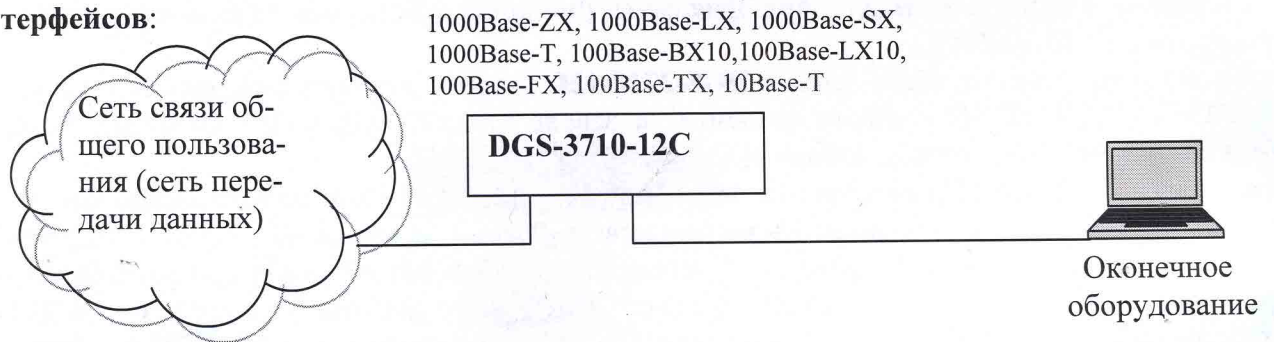 терфейсов:
1000Base-ZX, 1000Base-LX, 1000Base-SX,
1000Base-T, 100Base-BX10,100Base-LX10,
100Base-FX, 100Base-TX, 10Base-T
Сеть связи об-
щего пользова-
ния (сеть пере-
дачи данных)
DGS-3710-12C
Оконечное
оборудование